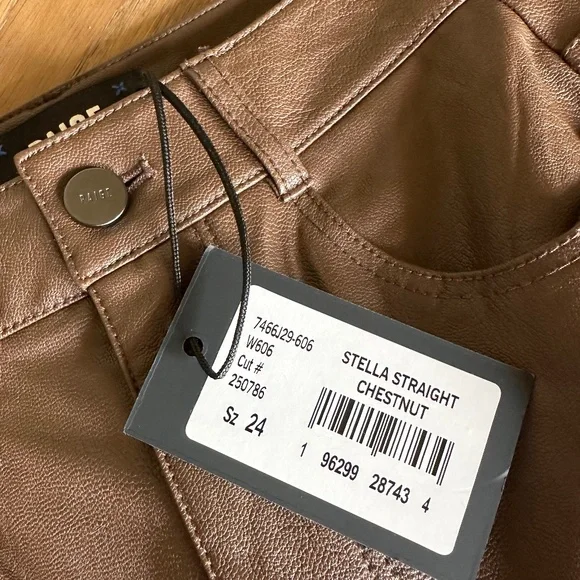 PAIGE
7466J29-606
W606
Cut #
250786
Sz 24
STELLA STRAIGHT
CHESTNUT
1 96299 28743 4